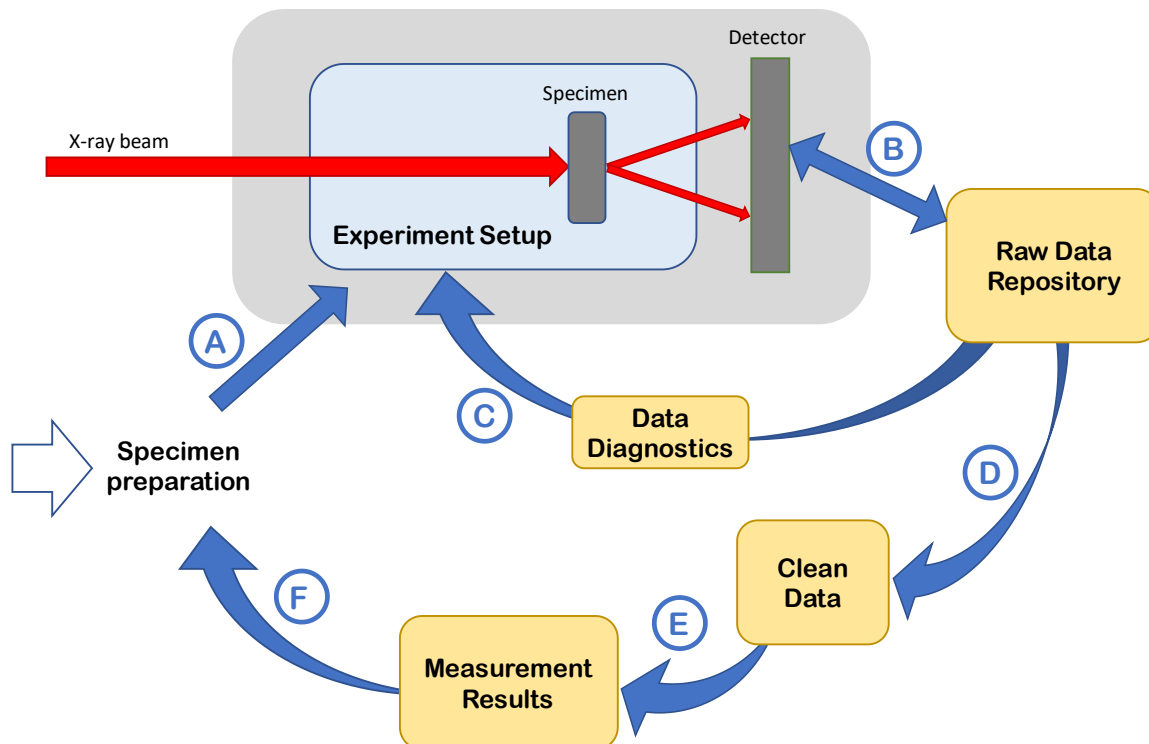 Detector
Specimen
X-ray beam
B
Experiment Setup
Raw Data
Repository
A
C
Data
Diagnostics
Specimen
preparation
D
Clean
Data
F
E
Measurement
Results